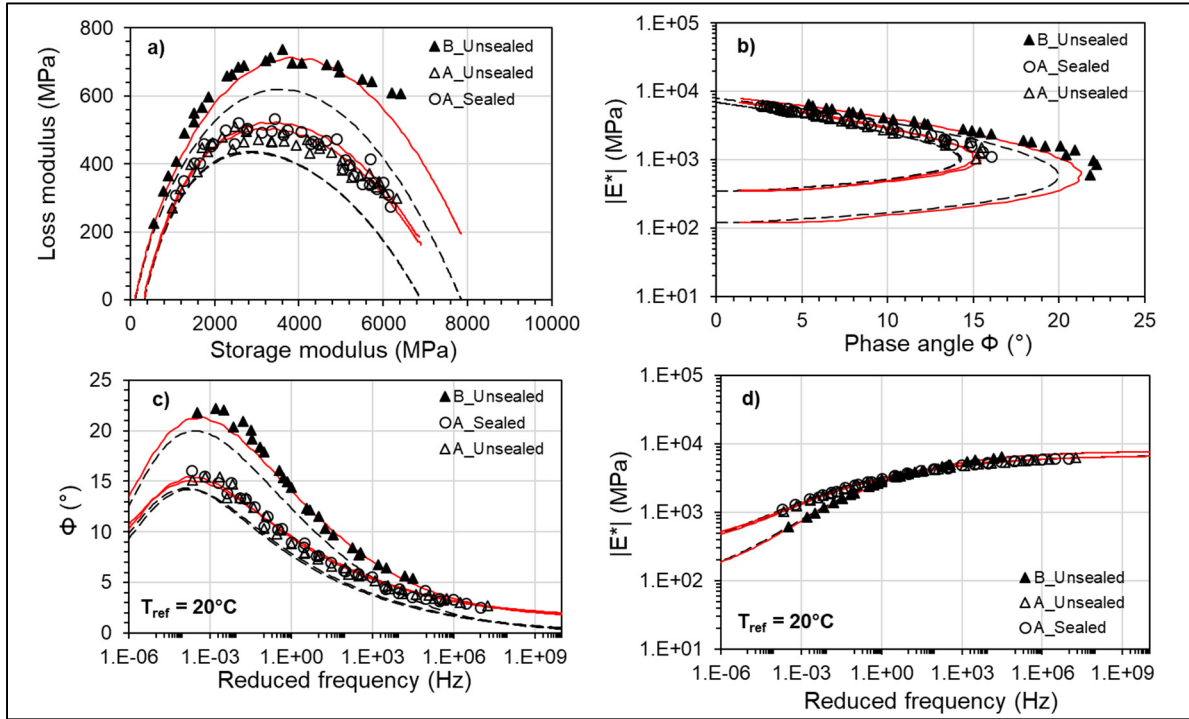 a)
B_Unsealed
A_Unsealed
A_Sealed
Loss modulus (MPa)
800
600
400
200
0
0 2000 4000 6000 8000 10000
Storage modulus (MPa)
b)
B_Unsealed
A_Sealed
A_Unsealed
|E*| (MPa)
1.E+05
1.E+04
1.E+03
1.E+02
1.E+01
0 5 10 15 20 25
Phase angle Φ (°)
c)
B_Unsealed
A_Sealed
A_Unsealed
Φ (°)
25
20
15
10
5
0
Tref = 20°C
1.E-06 1.E-03 1.E+00 1.E+03 1.E+06 1.E+09
Reduced frequency (Hz)
d)
|E*| (MPa)
1.E+05
1.E+04
1.E+03
1.E+02
1.E+01
B_Unsealed
A_Unsealed
A_Sealed
Tref = 20°C
1.E-06 1.E-03 1.E+00 1.E+03 1.E+06 1.E+09
Reduced frequency (Hz)